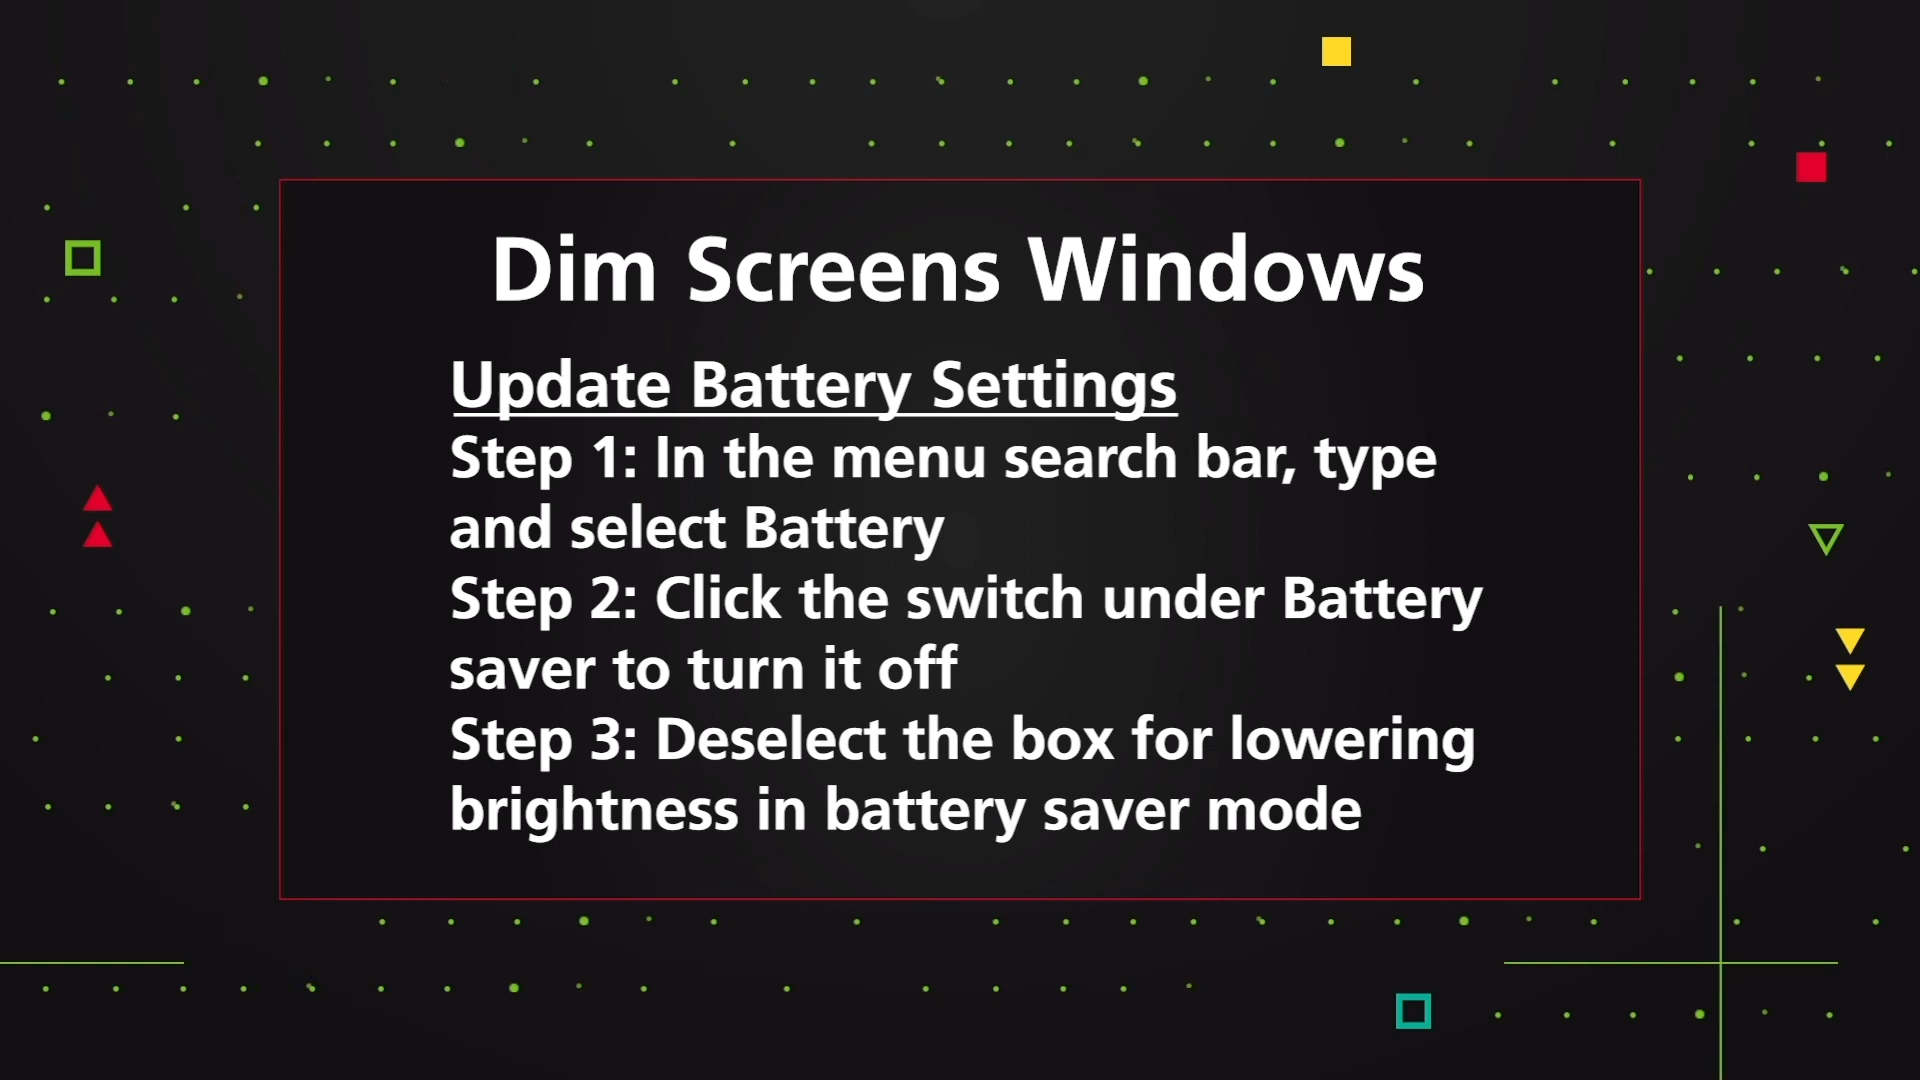 Dim Screens Windows
Update Battery Settings
Step 1: In the menu search bar, type
and select Battery
Step 2: Click the switch under Battery
saver to turn it off
Step 3: Deselect the box for lowering
brightness in battery saver mode